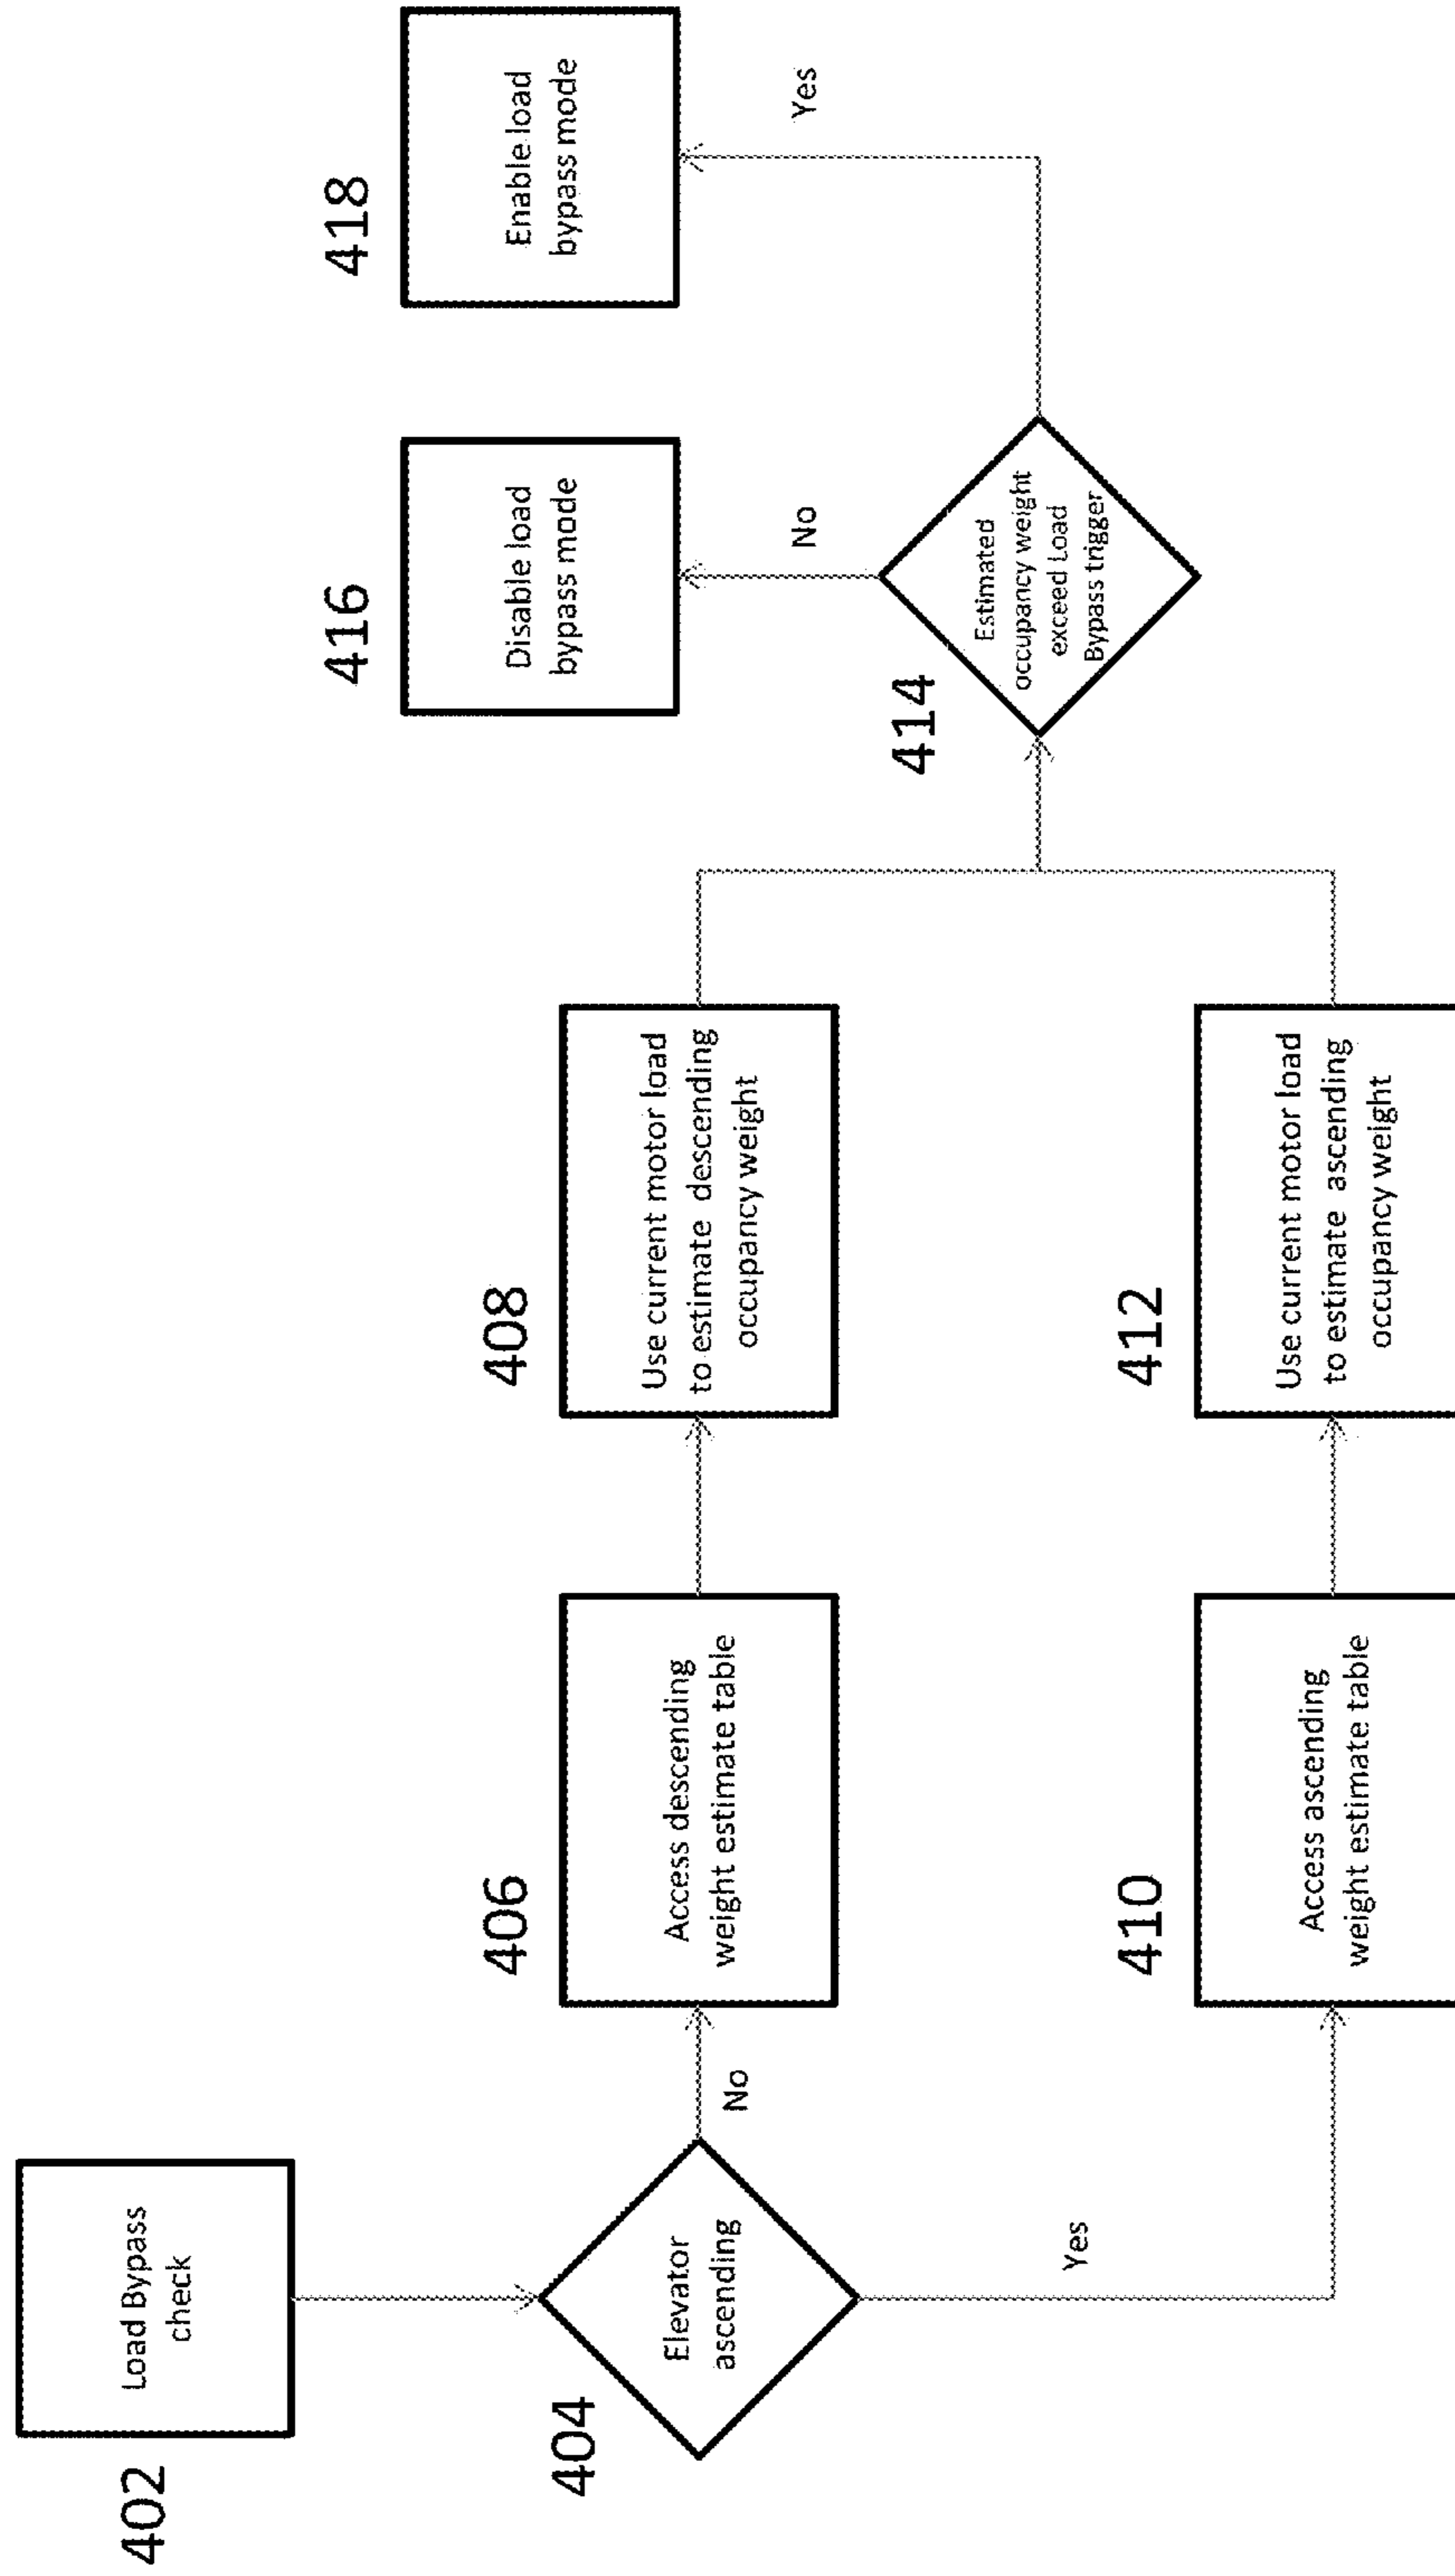 402
Load Bypass
check
404
Elevator
ascending
No
Yes
406
Access descending
weight estimate table
408
Use current motor load
to estimate descending
occupancy weight
410
Access ascending
weight estimate table
412
Use current motor load
to estimate ascending
occupancy weight
414
Estimated
occupancy weight
exceed Load
Bypass trigger
No
Yes
416
Disable load
bypass mode
418
Enable load
bypass mode